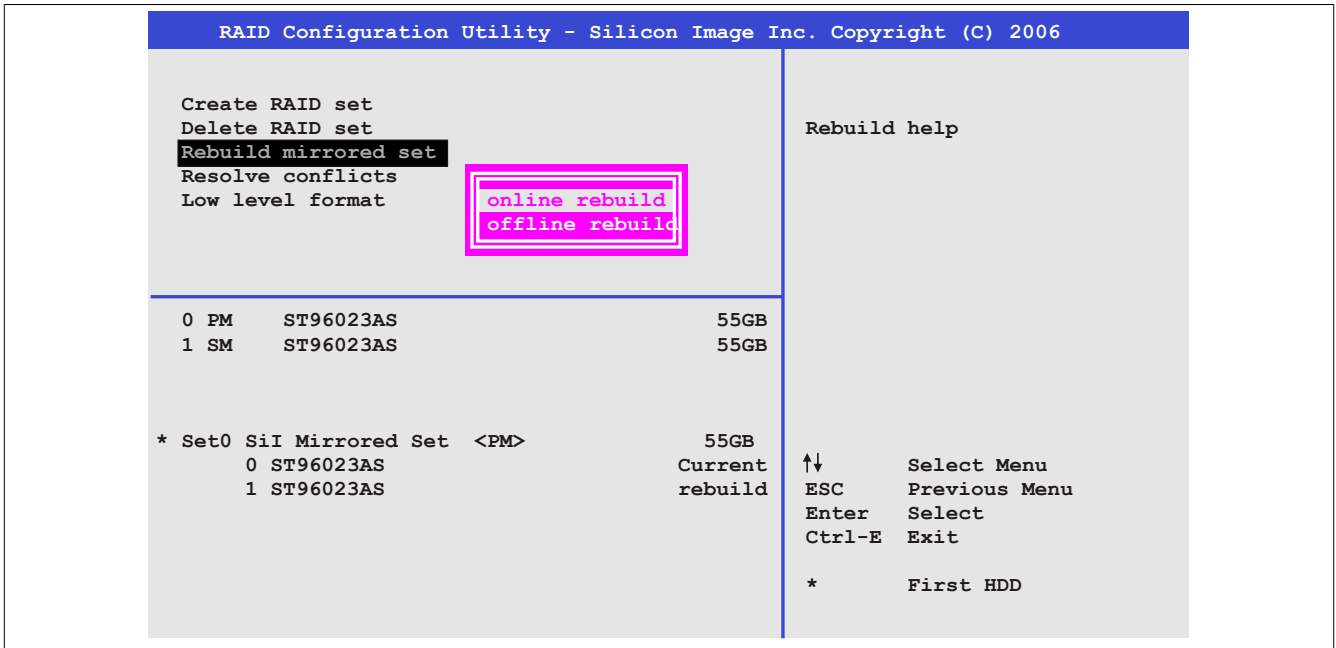 RAID Configuration Utility - Silicon Image Inc. Copyright (C) 2006
Create RAID set
Delete RAID set
Rebuild mirrored set
Resolve conflicts
Low level format
online rebuild
offline rebuild
Rebuild help
0 PM ST96023AS 55GB
1 SM ST96023AS 55GB
* Set0 SiI Mirrored Set <PM> 55GB
0 ST96023AS Current
1 ST96023AS rebuild
↑↓ Select Menu
ESC Previous Menu
Enter Select
Ctrl-E Exit
* First HDD